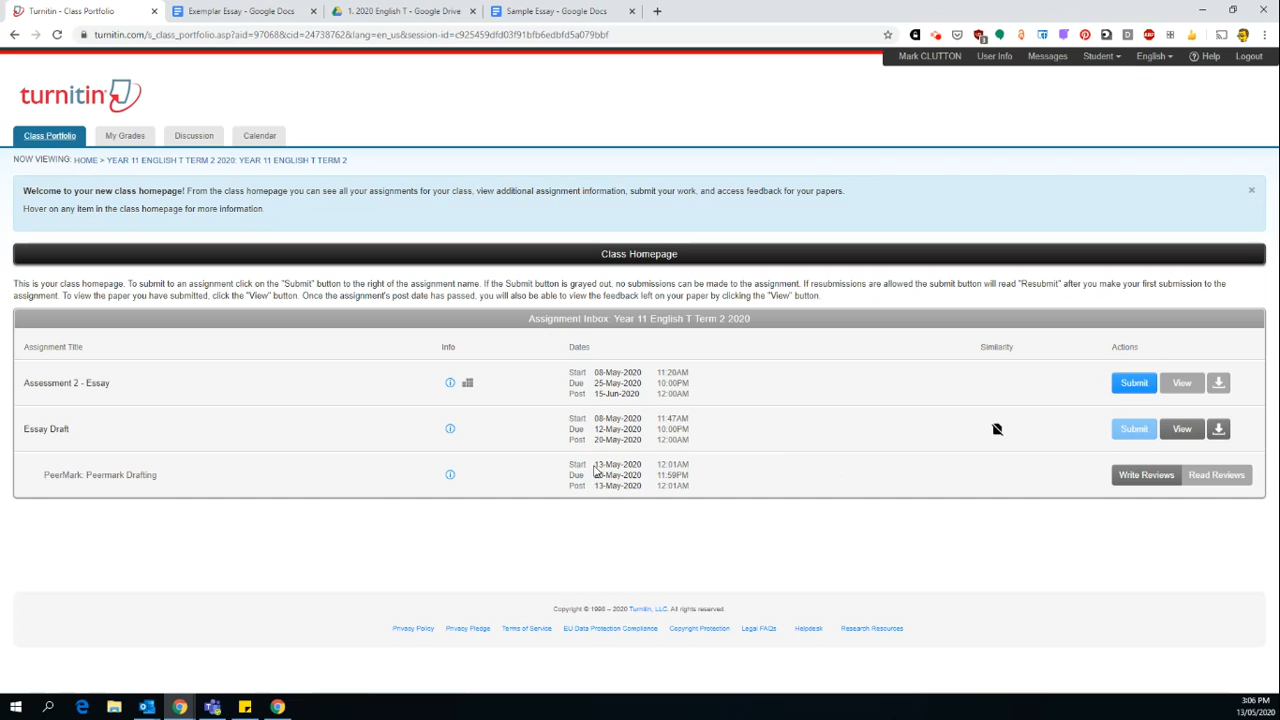 Turnitin - Class Portfolio
Exemplar Essay - Google Docs
1. 2020 English T - Google Drive
Sample Essay - Google Docs
turnitin.com/s_class_portfolio.asp?aid=97068&cid=24738762&lang=en_us&session-id=c925459dfd03f91bfb6edbfd5a079bbf
Mark CLUTTON User Info Messages Student English Help Logout
turnitin
Class Portfolio My Grades Discussion Calendar
NOW VIEWING: HOME > YEAR 11 ENGLISH T TERM 2 2020: YEAR 11 ENGLISH T TERM 2
Welcome to your new class homepage! From the class homepage you can see all your assignments for your class, view additional assignment information, submit your work, and access feedback for your papers.
Hover on any item in the class homepage for more information.
Class Homepage
This is your class homepage. To submit to an assignment click on the "Submit" button to the right of the assignment name. If the Submit button is grayed out, no submissions can be made to the assignment. If resubmissions are allowed the submit button will read "Resubmit" after you make your first submission to the
assignment. To view the paper you have submitted, click the "View" button. Once the assignment's post date has passed, you will also be able to view the feedback left on your paper by clicking the "View" button.
Assignment Inbox: Year 11 English T Term 2 2020
Assignment Title Info Dates Similarity Actions
Start 08-May-2020 11:20AM
Assessment 2 - Essay Due 25-May-2020 10:00PM Submit View
Post 15-Jun-2020 12:00AM
Start 08-May-2020 11:47AM
Essay Draft Due 12-May-2020 10:00PM Submit View
Post 20-May-2020 12:00AM
Start 13-May-2020 12:01AM
PeerMark: Peermark Drafting Due -May-2020 11:59PM Write Reviews Read Reviews
Post 13-May-2020 12:01AM
Copyright © 1998 – 2020 Turnitin, LLC. All rights reserved.
Privacy Policy Privacy Pledge Terms of Service EU Data Protection Compliance Copyright Protection Legal FAQs Helpdesk Research Resources
3:06 PM
13/05/2020